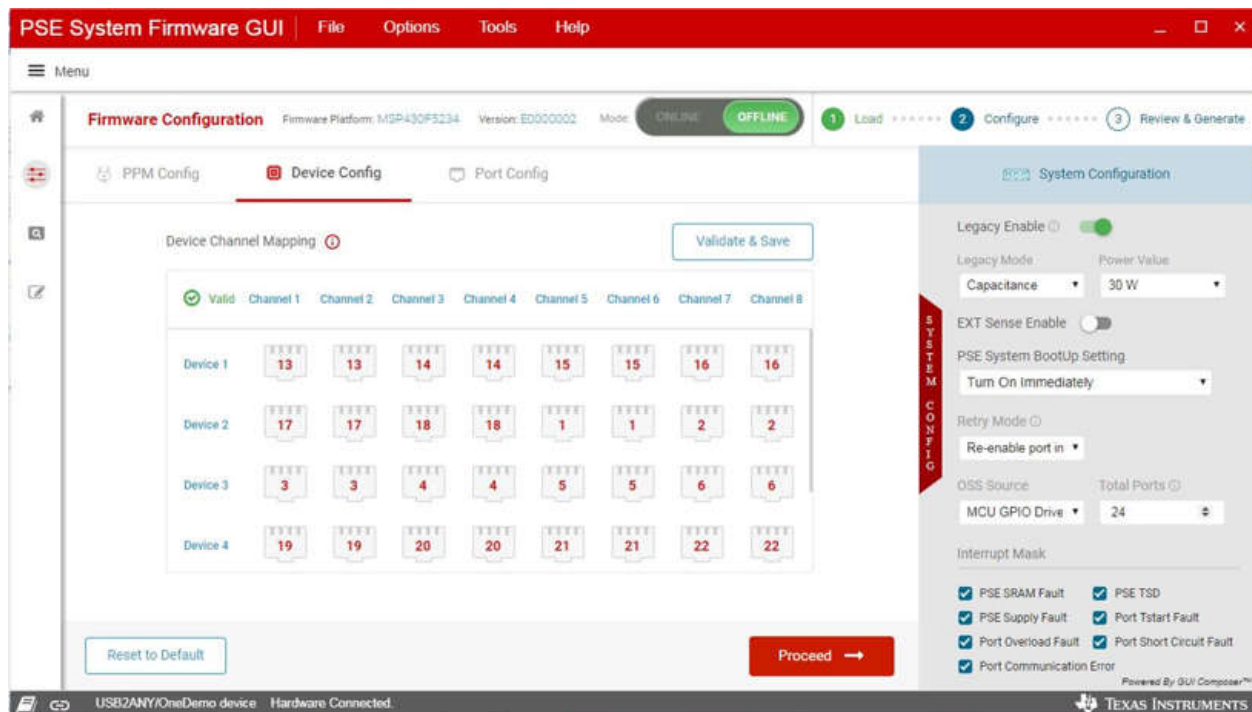 PSE System Firmware GUI File Options Tools Help
Menu
Firmware Configuration Firmware Platform: MSP430F5234 Version: E0000002 Mode: ONLINE OFFLINE 1 Load 2 Configure 3 Review & Generate
PPM Config Device Config Port Config
System Configuration
Device Channel Mapping Validate & Save
Valid Channel 1 Channel 2 Channel 3 Channel 4 Channel 5 Channel 6 Channel 7 Channel 8
Device 1 13 13 14 14 15 15 16 16
Device 2 17 17 18 18 1 1 2 2
Device 3 3 3 4 4 5 5 6 6
Device 4 19 19 20 20 21 21 22 22
Reset to Default Proceed
SYSTEM CONFIG
Legacy Enable
Legacy Mode Power Value
Capacitance 30 W
EXT Sense Enable
PSE System BootUp Setting
Turn On Immediately
Retry Mode
Re-enable port in
OSS Source Total Ports
MCU GPIO Drive 24
Interrupt Mask
PSE SRAM Fault PSE TSD
PSE Supply Fault Port Tstart Fault
Port Overload Fault Port Short Circuit Fault
Port Communication Error
Powered By GUI Composer™
USB2ANY/OneDemo device Hardware Connected. TEXAS INSTRUMENTS